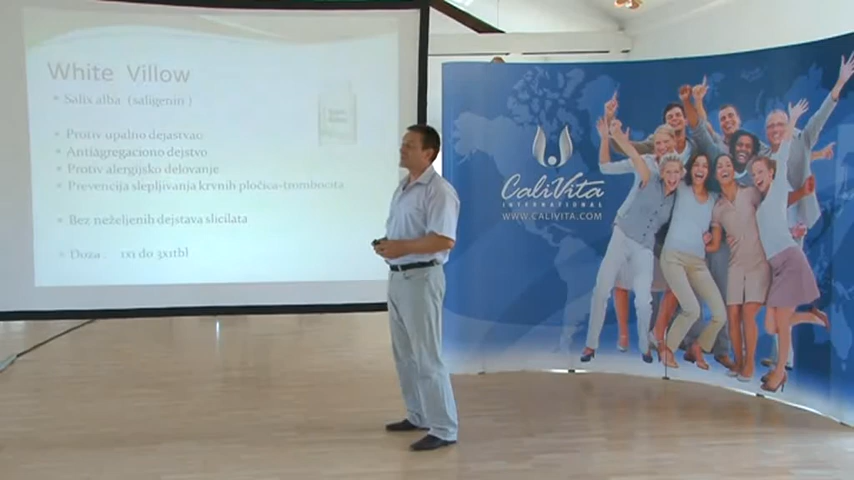 White Villow
Salix alba (saligenin )
Protiv upalno dejastvao
Antiagregaciono dejstvo
Protiv alergijsko delovanje
Prevencija slepljivanja krvnih pločica-trombocita
Bez neželjenih dejstava slicilata
Doza . 1x1 do 3x1tbl
CaliVita
INTERNATIONAL
WWW.CALIVITA.COM